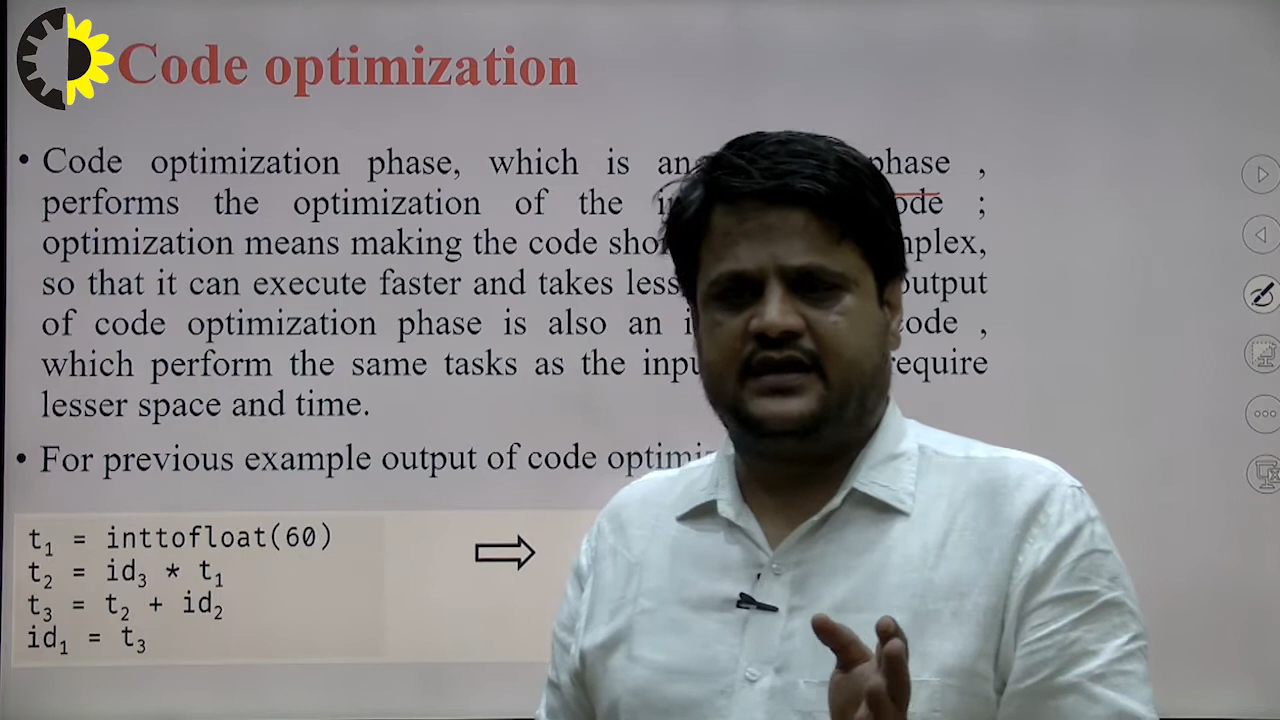 Code optimization
• Code optimization phase, which is an phase ,
performs the optimization of the ;
optimization means making the code
so that it can execute faster and takes less output
of code optimization phase is also an code ,
which perform the same tasks as the require
lesser space and time.
• For previous example output of code
t₁ = inttofloat(60)
t₂ = id₃ * t₁
t₃ = t₂ + id₂
id₁ = t₃